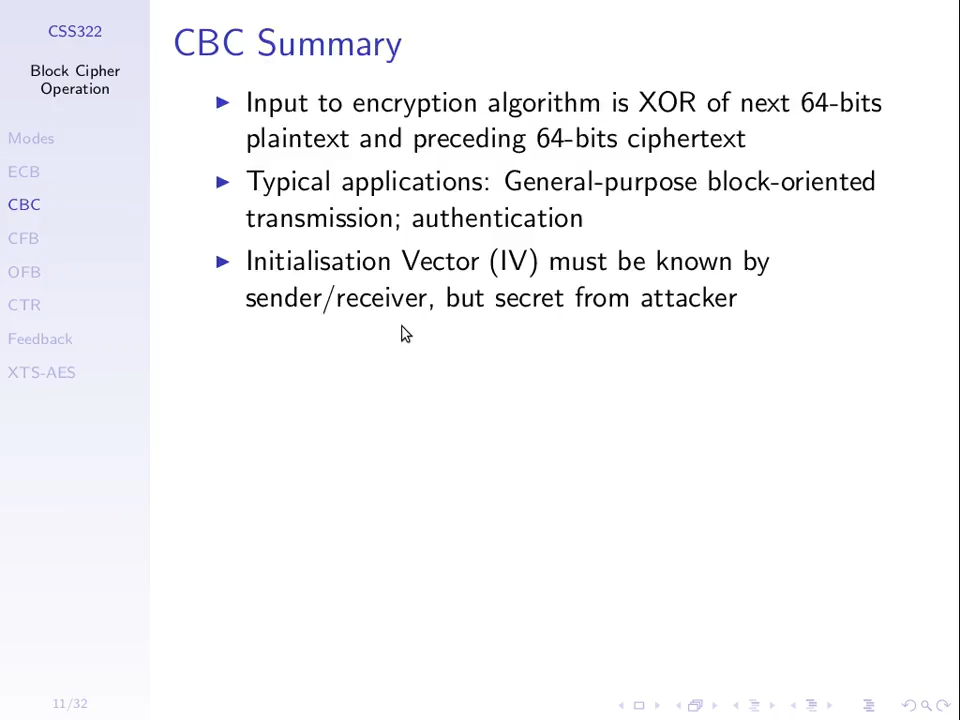 CSS322
Block Cipher
Operation
Modes
ECB
CBC
CFB
OFB
CTR
Feedback
XTS-AES
11/32
CBC Summary
Input to encryption algorithm is XOR of next 64-bits
plaintext and preceding 64-bits ciphertext
Typical applications: General-purpose block-oriented
transmission; authentication
Initialisation Vector (IV) must be known by
sender/receiver, but secret from attacker